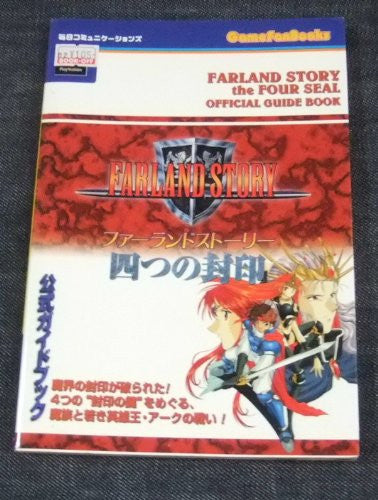 毎日コミュニケーションズ
GameFanBooks
¥105
BOOK-OFF
PlayStation
FARLAND STORY
the FOUR SEAL
OFFICIAL GUIDE BOOK
FARLAND STORY
ファーランドストーリー
四つの封印
公式ガイドブック
魔界の封印が破られた!
4つの"封印の鍵"をめぐる、
魔族と若き英雄王・アークの戦い!